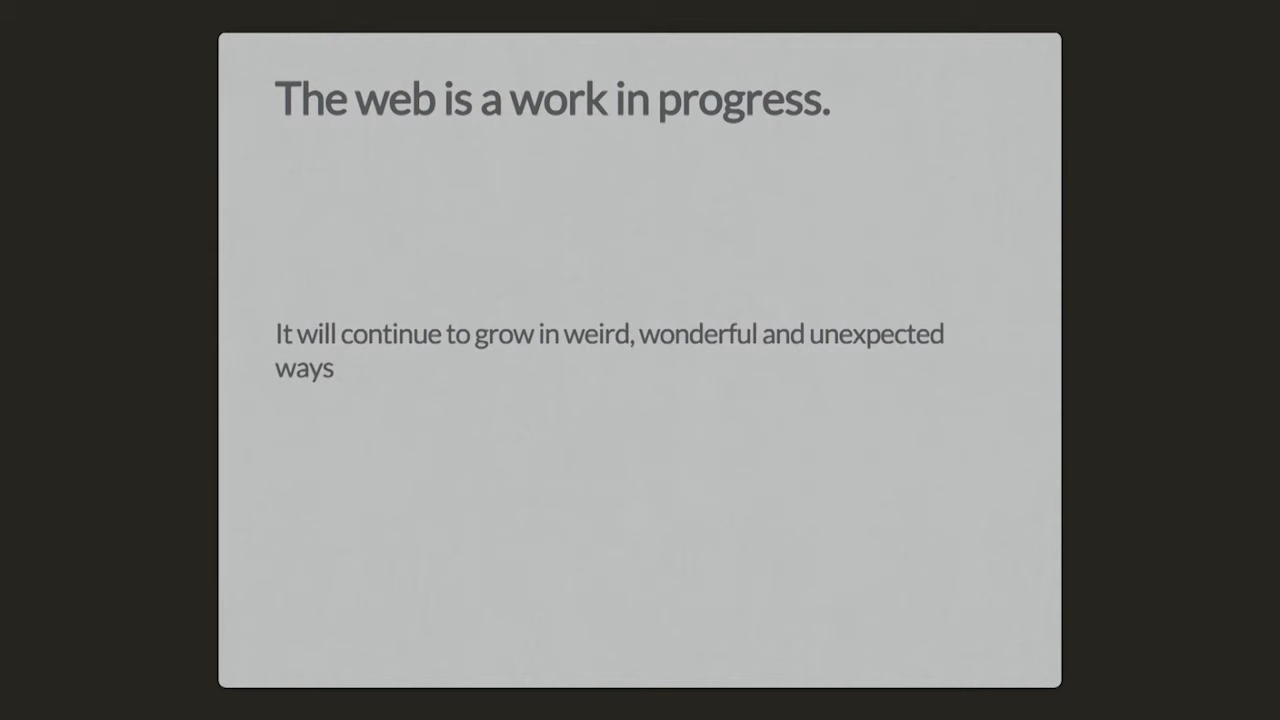 The web is a work in progress.
It will continue to grow in weird, wonderful and unexpected
ways